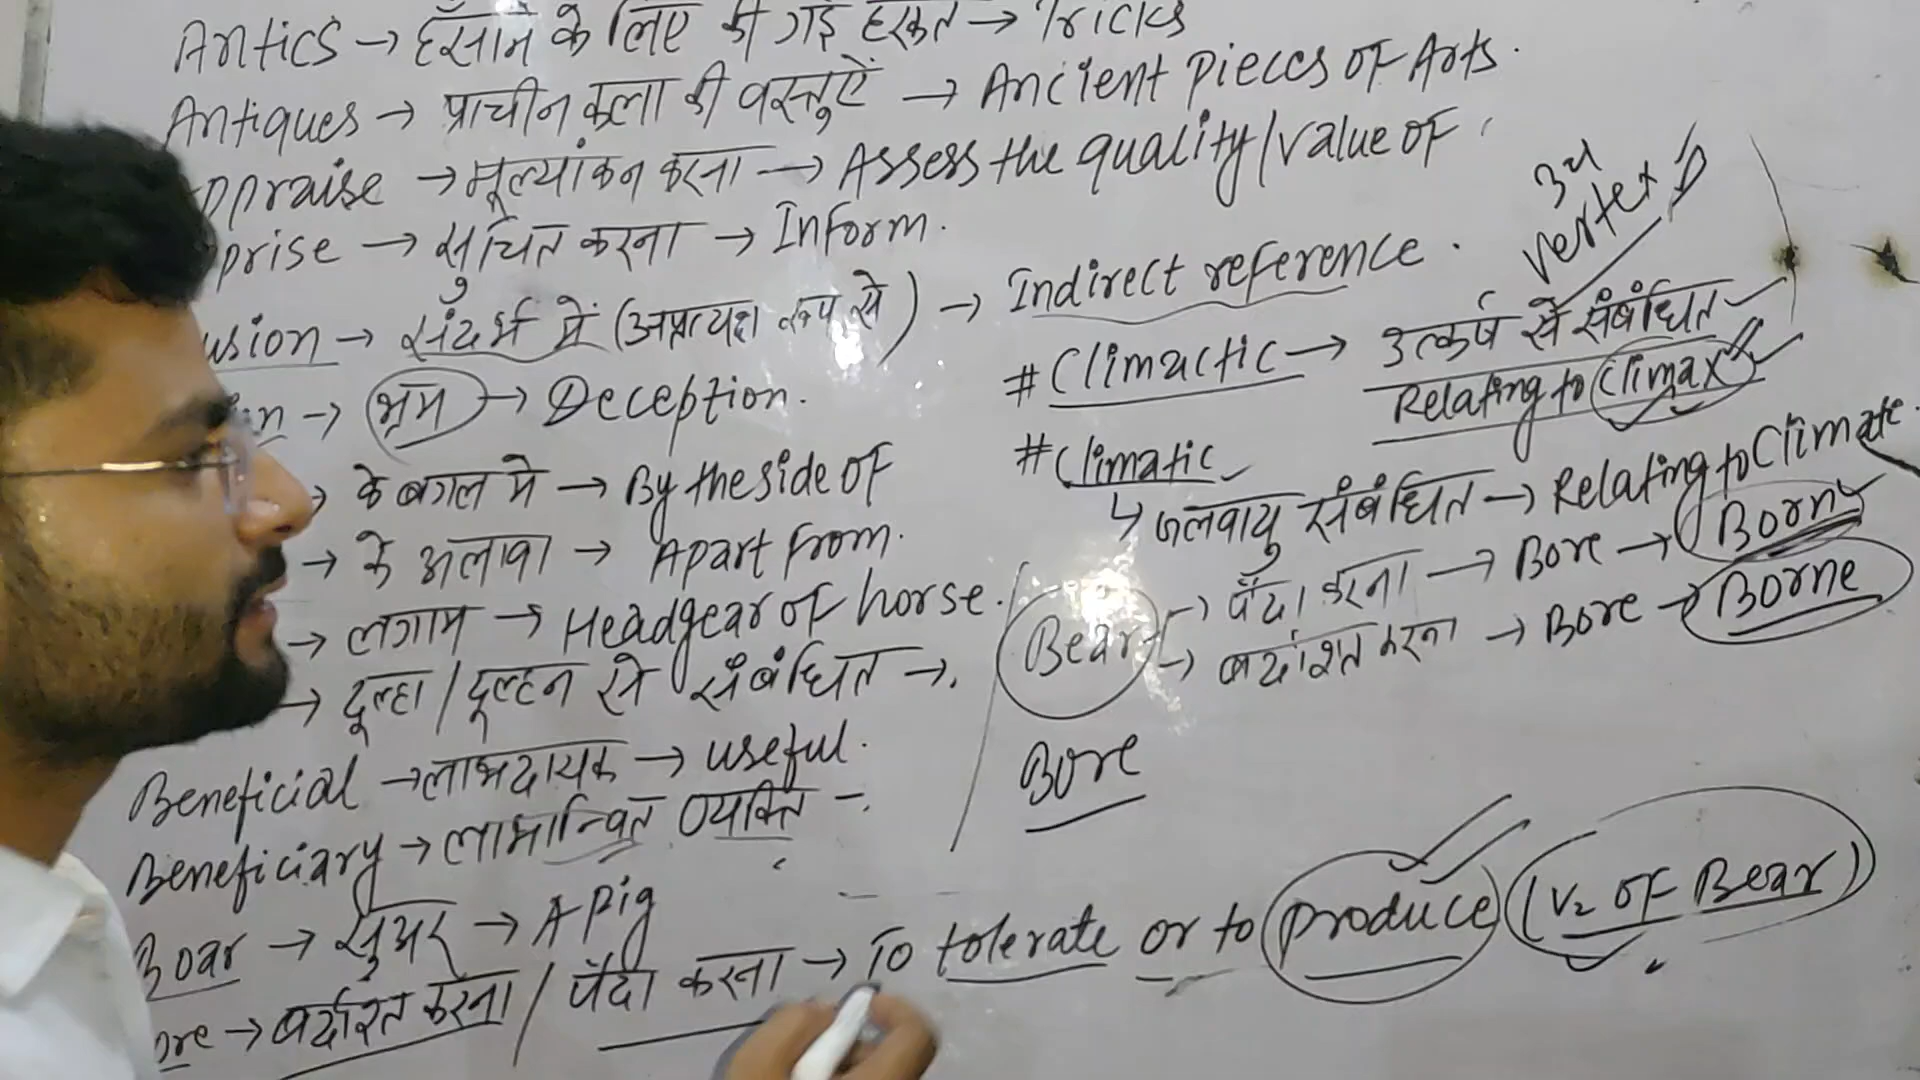 Antics → हँसाने के लिए की गई हरकत → Tricks
Antiques → प्राचीन कला की वस्तुऐं → Ancient pieces of Arts.
ppraise → मूल्यांकन करना → Assess the quality/value of
prise → सुचित करना → Inform.
usion → संदर्भ में (अप्रत्यक्ष रूप से) → Indirect reference.
→ भ्रम → Deception.
→ के बगल मे → By the side of
→ के अलावा → Apart from.
→ लगाम → Headgear of horse.
→ दूल्हा/दूल्हन से संबंधित →.
Beneficial → लाभदायक → useful.
Beneficiary → लाभान्वित व्यक्ति -.
Boar → सुअर → A pig
ore → बर्दाश्त करना / पैदा करना → To tolerate or to produce (V2 of Bear)
3rd
vertex
# Climactic → उत्कर्ष से संबंधित
Relating to climax
# Climatic
↳ जलवायु संबंधित → Relating to Climate.
Bear → पैदा करना → Bore → Born
→ बर्दाश्त करना → Bore → Borne
Bore